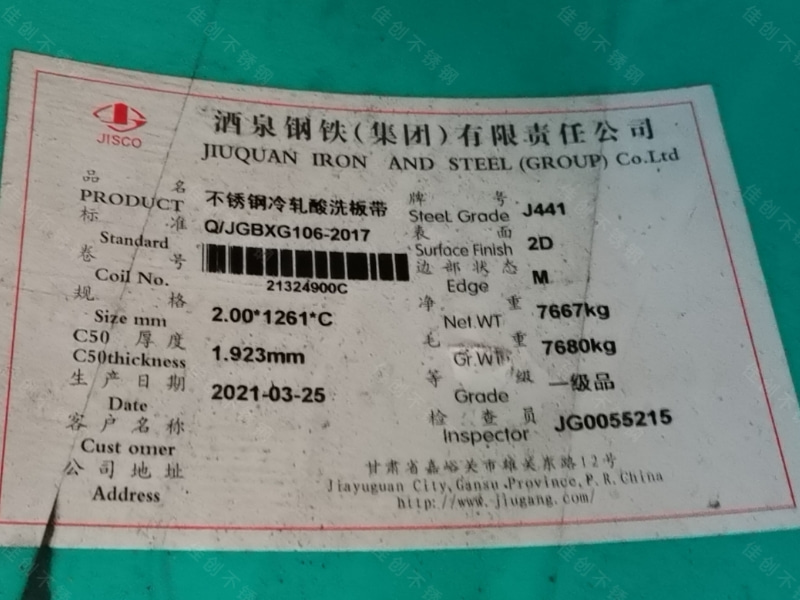 JISCO
酒泉钢铁(集团)有限责任公司
JIUQUAN IRON AND STEEL (GROUP) Co.Ltd
品名 不锈钢冷轧酸洗板带 牌号
PRODUCT Steel Grade J441
标准 Q/JGBXG106-2017 表面
Standard Surface Finish 2D
卷号 边部状态
Coil No. 21324900C Edge M
规格 净重
Size mm 2.00*1261*C Net.WT 7667kg
C50厚度 毛重
C50thickness 1.923mm Gr.WT 7680kg
生产日期 等级
Date 2021-03-25 Grade 一级品
客户名称 检查员
Customer Inspector JG0055215
公司地址 甘肃省嘉峪关市雄关东路12号
Address Jiayuguan City,Gansu.Province,P.R.China
http://www.jiugang.com/
佳创不锈钢